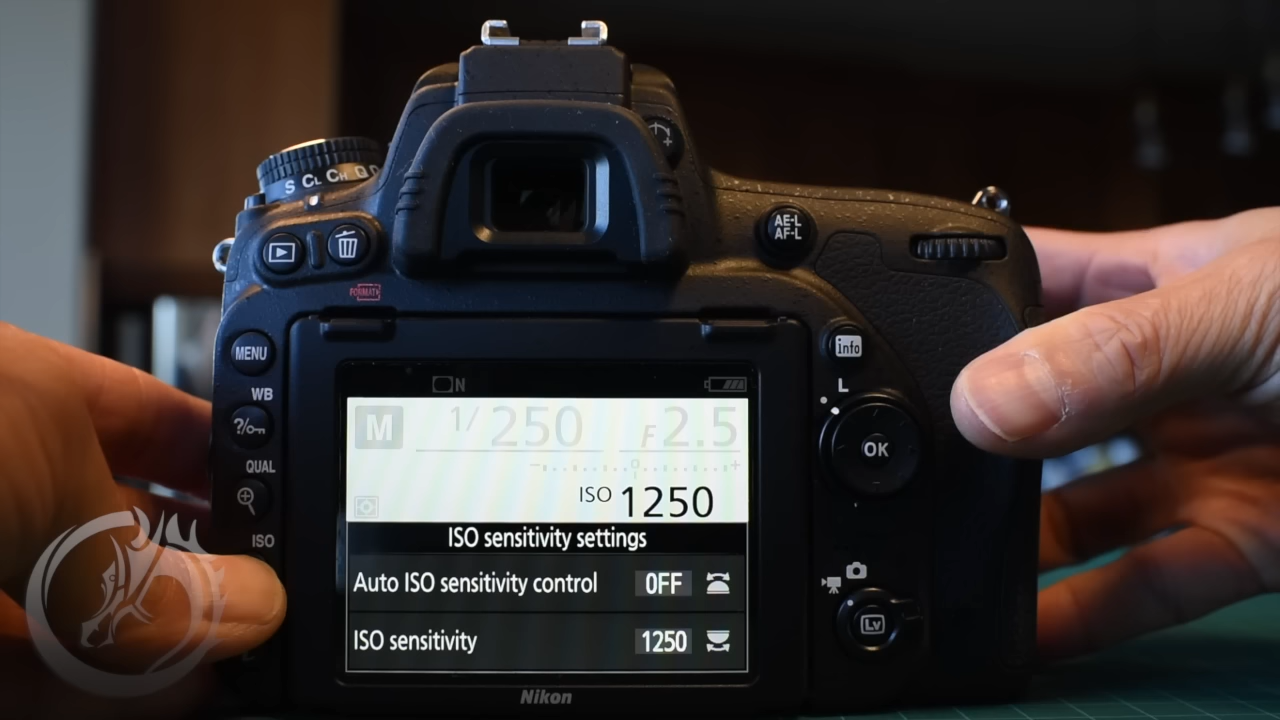 S CL CH Q
AE-L
AF-L
FORMAT
MENU
info
WB
L
?/
N
M 1/250 F2.5
OK
QUAL
- 0 +
ISO 1250
ISO
ISO sensitivity settings
Auto ISO sensitivity control OFF
ISO sensitivity 1250
Lv
Nikon